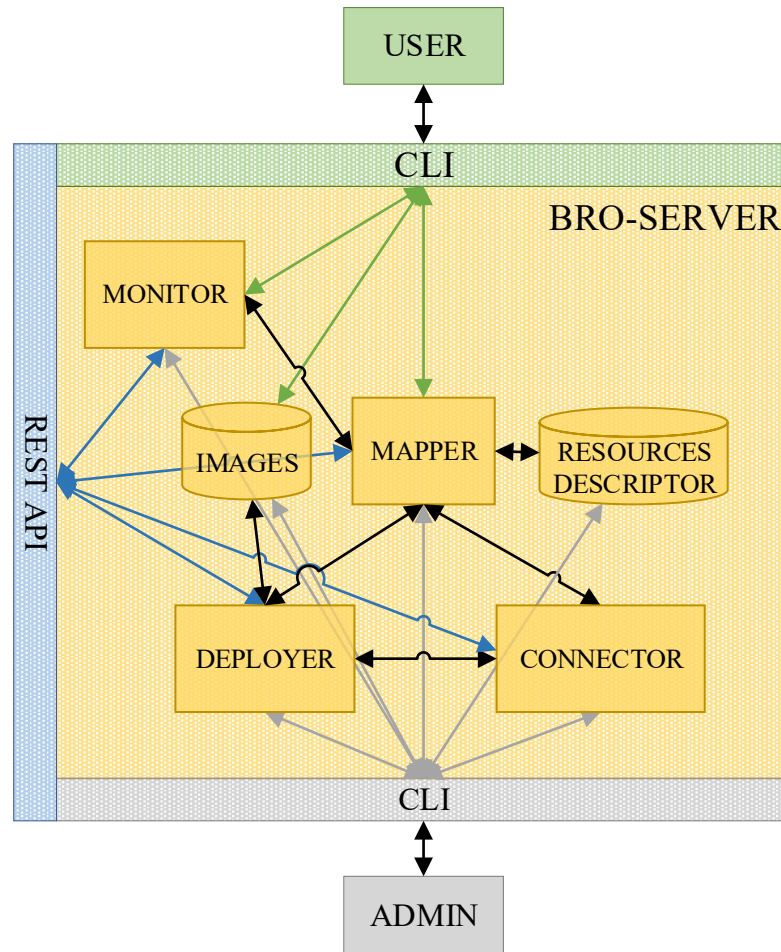 USER
CLI
BRO-SERVER
MONITOR
REST API
IMAGES
MAPPER
RESOURCES
DESCRIPTOR
DEPLOYER
CONNECTOR
CLI
ADMIN